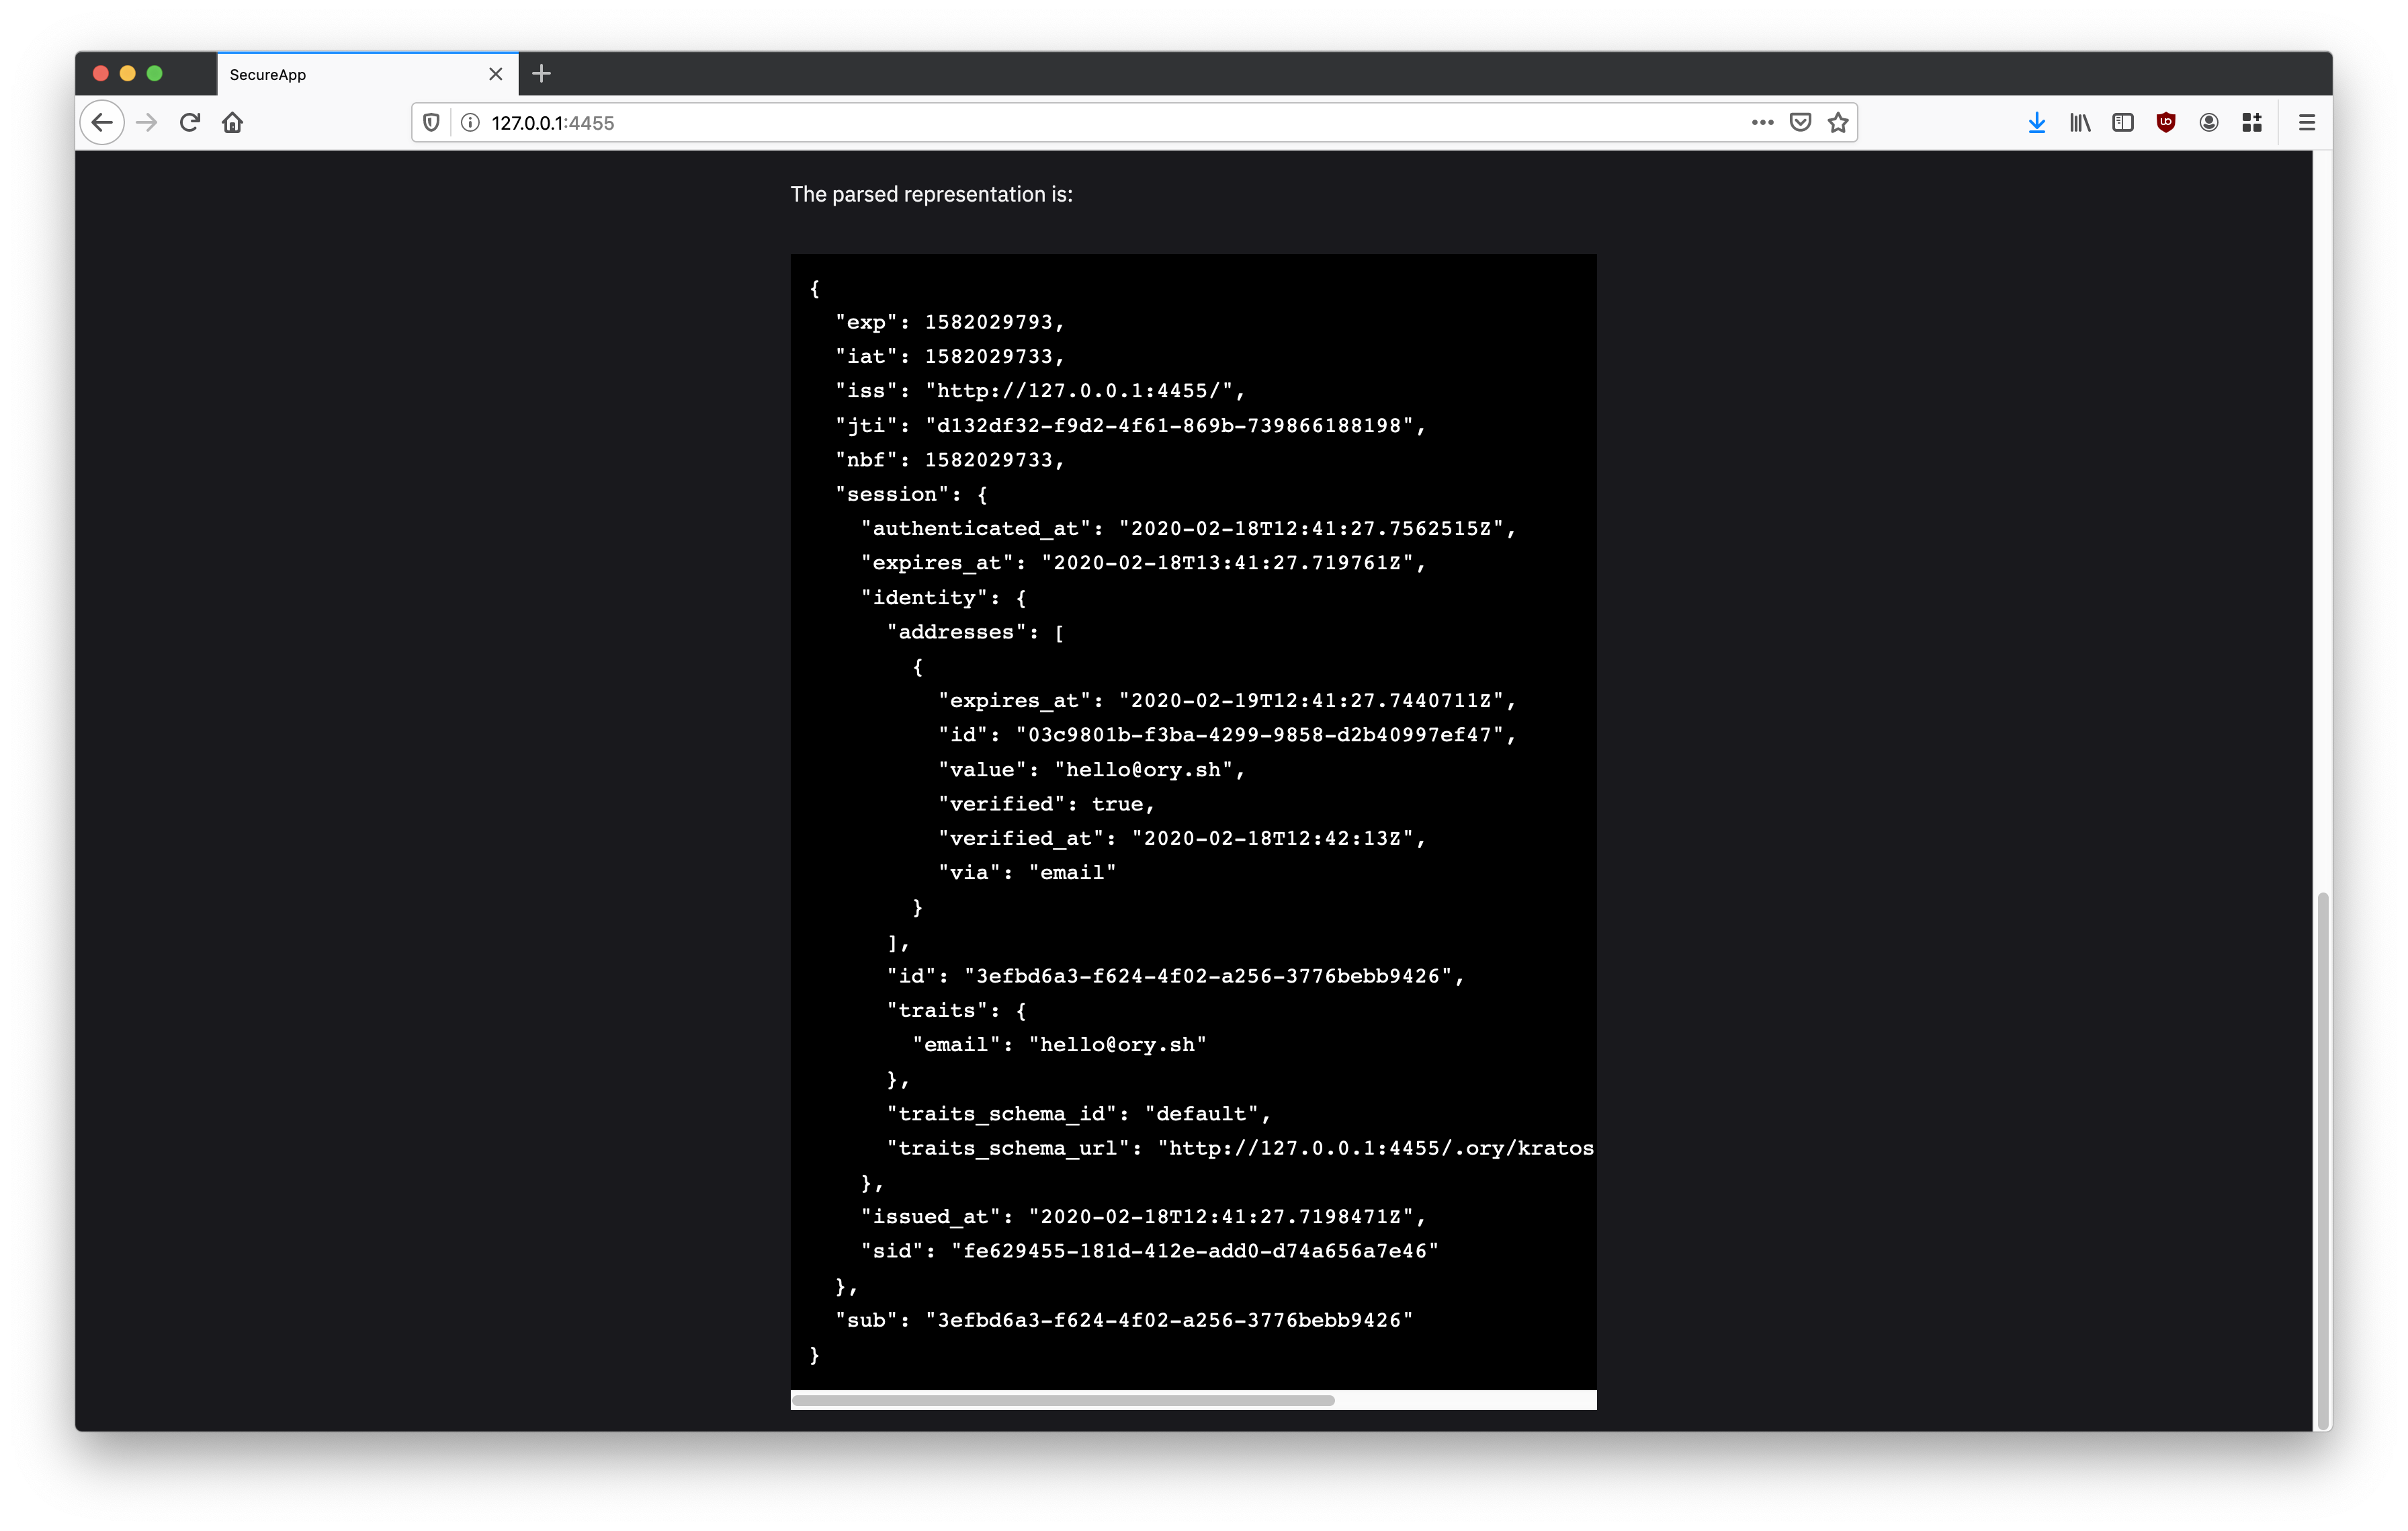 SecureApp
127.0.0.1:4455
The parsed representation is:
{
  "exp": 1582029793,
  "iat": 1582029733,
  "iss": "http://127.0.0.1:4455/",
  "jti": "d132df32-f9d2-4f61-869b-739866188198",
  "nbf": 1582029733,
  "session": {
    "authenticated_at": "2020-02-18T12:41:27.7562515Z",
    "expires_at": "2020-02-18T13:41:27.719761Z",
    "identity": {
      "addresses": [
        {
          "expires_at": "2020-02-19T12:41:27.7440711Z",
          "id": "03c9801b-f3ba-4299-9858-d2b40997ef47",
          "value": "hello@ory.sh",
          "verified": true,
          "verified_at": "2020-02-18T12:42:13Z",
          "via": "email"
        }
      ],
      "id": "3efbd6a3-f624-4f02-a256-3776bebb9426",
      "traits": {
        "email": "hello@ory.sh"
      },
      "traits_schema_id": "default",
      "traits_schema_url": "http://127.0.0.1:4455/.ory/kratos
    },
    "issued_at": "2020-02-18T12:41:27.7198471Z",
    "sid": "fe629455-181d-412e-add0-d74a656a7e46"
  },
  "sub": "3efbd6a3-f624-4f02-a256-3776bebb9426"
}